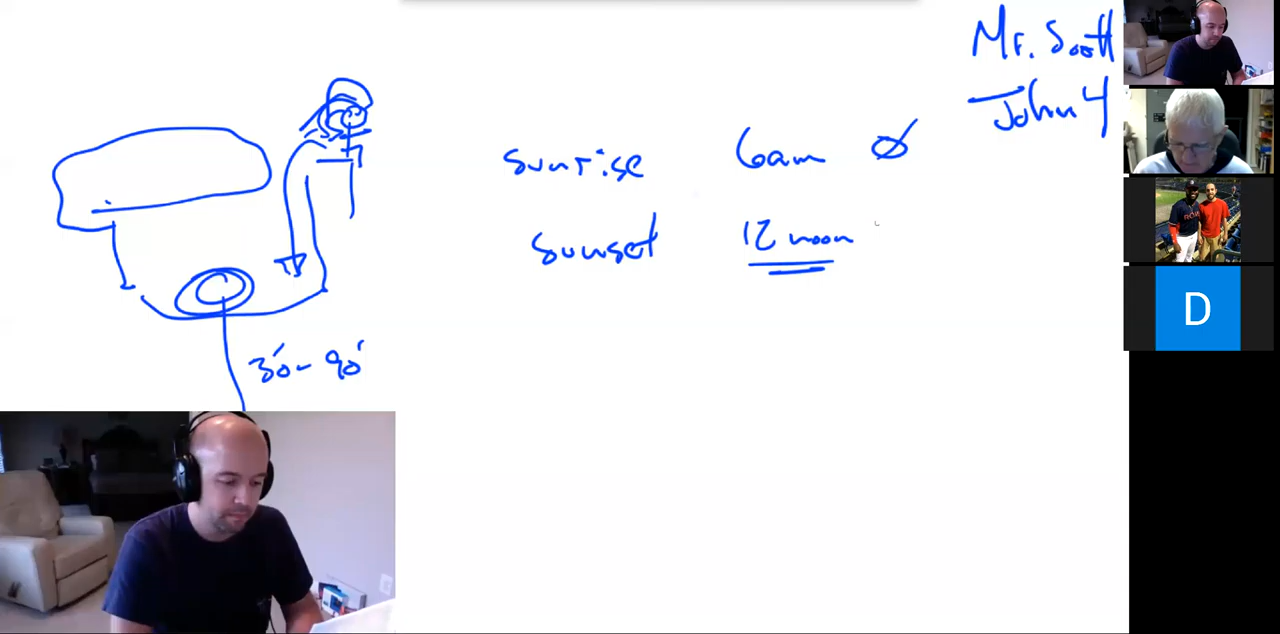 Mr. Scott
John 4
sunrise 6am Ø
sunset 12 noon
30'- 90'
D